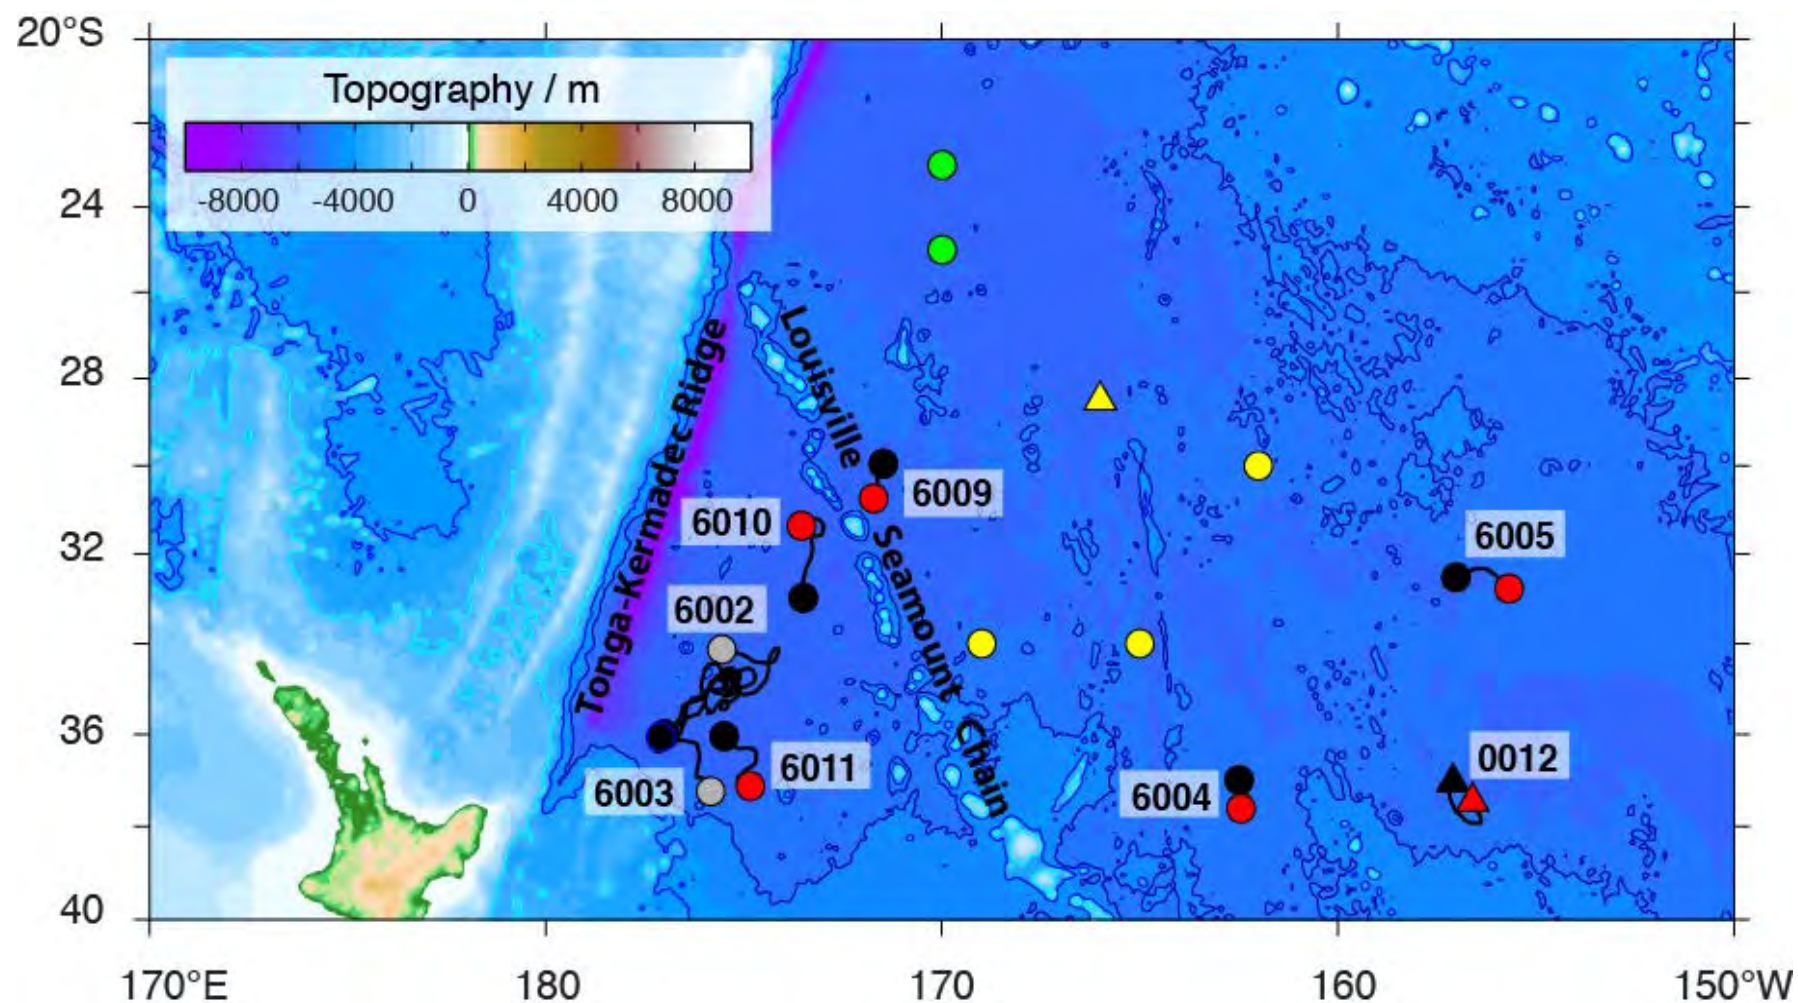 20°S
Topography / m
-8000 -4000 0 4000 8000
24
28
32
36
40
Tonga-Kermadec Ridge
Louisville
Seamount
Chain
6009
6010
6005
6002
6011
6003
6004
0012
170°E 180 170 160 150°W